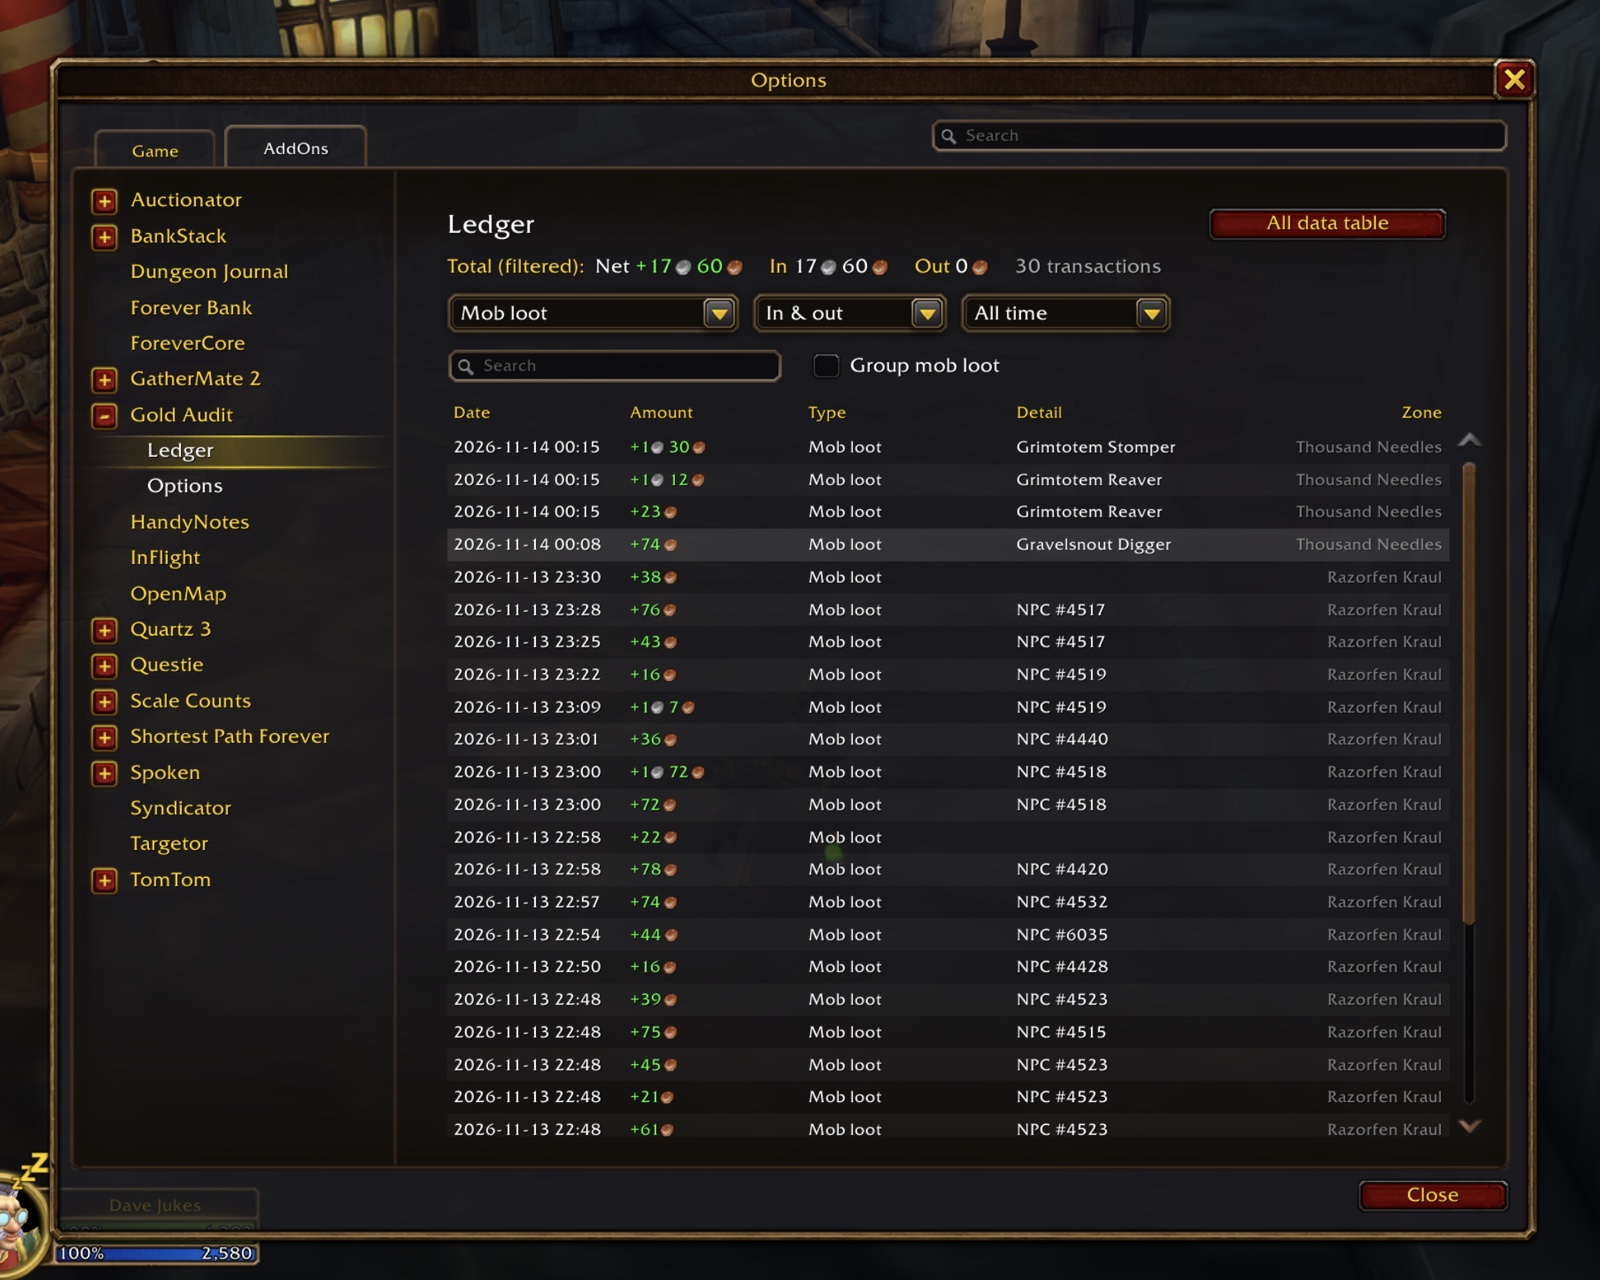 Options
Game
AddOns
Search
Auctionator
BankStack
Dungeon Journal
Forever Bank
ForeverCore
GatherMate 2
Gold Audit
Ledger
Options
HandyNotes
InFlight
OpenMap
Quartz 3
Questie
Scale Counts
Shortest Path Forever
Spoken
Syndicator
Targetor
TomTom
Ledger
All data table
Total (filtered): Net +17 60 In 17 60 Out 0 30 transactions
Mob loot In & out All time
Search Group mob loot
Date Amount Type Detail Zone
2026-11-14 00:15 +1 30 Mob loot Grimtotem Stomper Thousand Needles
2026-11-14 00:15 +1 12 Mob loot Grimtotem Reaver Thousand Needles
2026-11-14 00:15 +23 Mob loot Grimtotem Reaver Thousand Needles
2026-11-14 00:08 +74 Mob loot Gravelsnout Digger Thousand Needles
2026-11-13 23:30 +38 Mob loot Razorfen Kraul
2026-11-13 23:28 +76 Mob loot NPC #4517 Razorfen Kraul
2026-11-13 23:25 +43 Mob loot NPC #4517 Razorfen Kraul
2026-11-13 23:22 +16 Mob loot NPC #4519 Razorfen Kraul
2026-11-13 23:09 +1 7 Mob loot NPC #4519 Razorfen Kraul
2026-11-13 23:01 +36 Mob loot NPC #4440 Razorfen Kraul
2026-11-13 23:00 +1 72 Mob loot NPC #4518 Razorfen Kraul
2026-11-13 23:00 +72 Mob loot NPC #4518 Razorfen Kraul
2026-11-13 22:58 +22 Mob loot Razorfen Kraul
2026-11-13 22:58 +78 Mob loot NPC #4420 Razorfen Kraul
2026-11-13 22:57 +74 Mob loot NPC #4532 Razorfen Kraul
2026-11-13 22:54 +44 Mob loot NPC #6035 Razorfen Kraul
2026-11-13 22:50 +16 Mob loot NPC #4428 Razorfen Kraul
2026-11-13 22:48 +39 Mob loot NPC #4523 Razorfen Kraul
2026-11-13 22:48 +75 Mob loot NPC #4515 Razorfen Kraul
2026-11-13 22:48 +45 Mob loot NPC #4523 Razorfen Kraul
2026-11-13 22:48 +21 Mob loot NPC #4523 Razorfen Kraul
2026-11-13 22:48 +61 Mob loot NPC #4523 Razorfen Kraul
Close
zzZ
Dave Jukes
100% 2,580